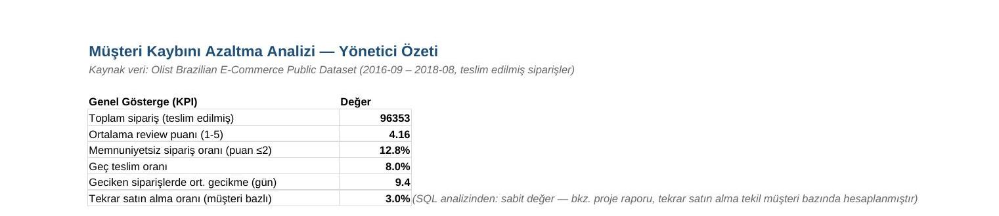 Müşteri Kaybını Azaltma Analizi — Yönetici Özeti
Kaynak veri: Olist Brazilian E-Commerce Public Dataset (2016-09 – 2018-08, teslim edilmiş siparişler)
Genel Gösterge (KPI) Değer
Toplam sipariş (teslim edilmiş) 96353
Ortalama review puanı (1-5) 4.16
Memnuniyetsiz sipariş oranı (puan ≤2) 12.8%
Geç teslim oranı 8.0%
Geciken siparişlerde ort. gecikme (gün) 9.4
Tekrar satın alma oranı (müşteri bazlı) 3.0% (SQL analizinden: sabit değer — bkz. proje raporu, tekrar satın alma tekil müşteri bazında hesaplanmıştır)